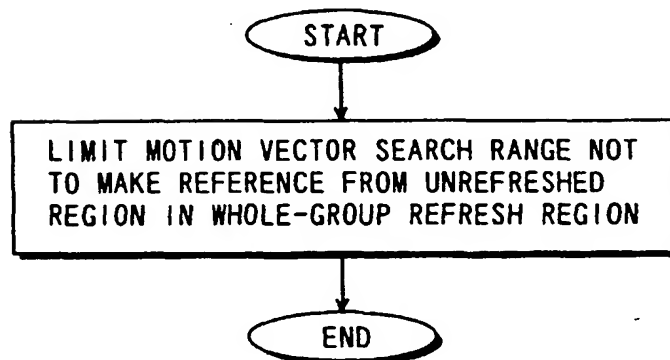 START
LIMIT MOTION VECTOR SEARCH RANGE NOT
TO MAKE REFERENCE FROM UNREFRESHED
REGION IN WHOLE-GROUP REFRESH REGION
END